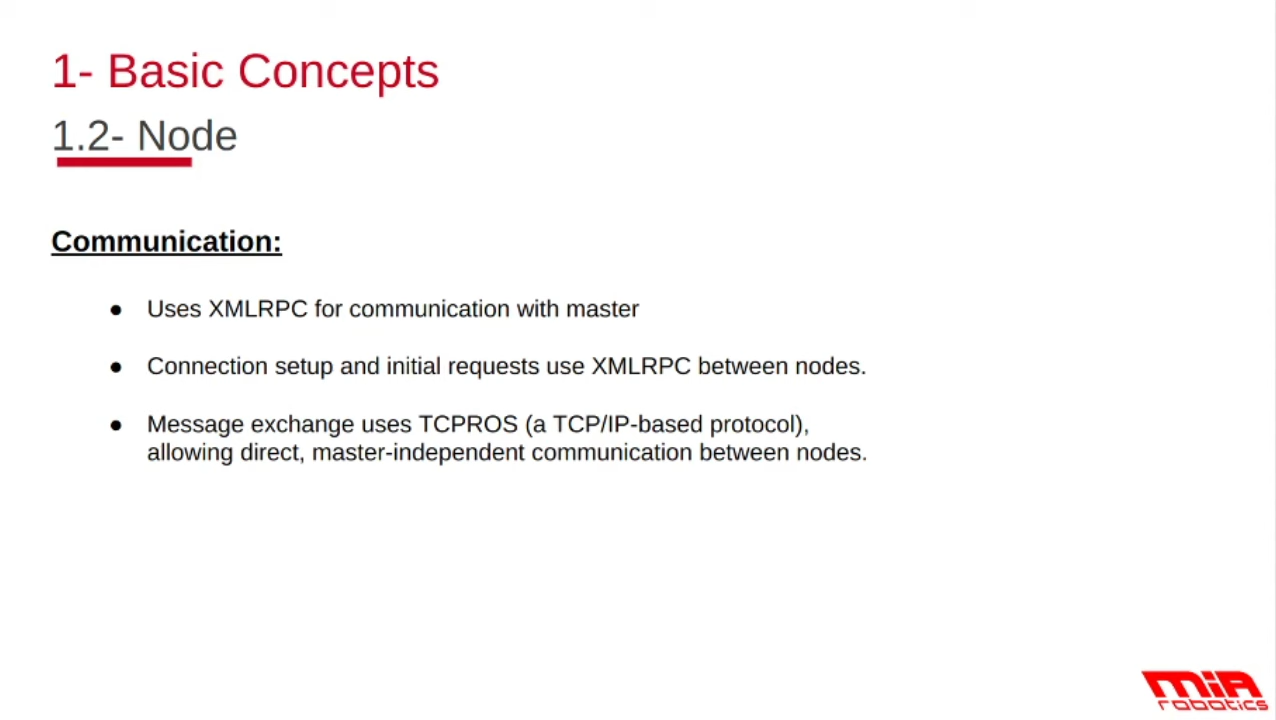 1- Basic Concepts
1.2- Node
Communication:
● Uses XMLRPC for communication with master
● Connection setup and initial requests use XMLRPC between nodes.
● Message exchange uses TCPROS (a TCP/IP-based protocol),
allowing direct, master-independent communication between nodes.
MIA
robotics